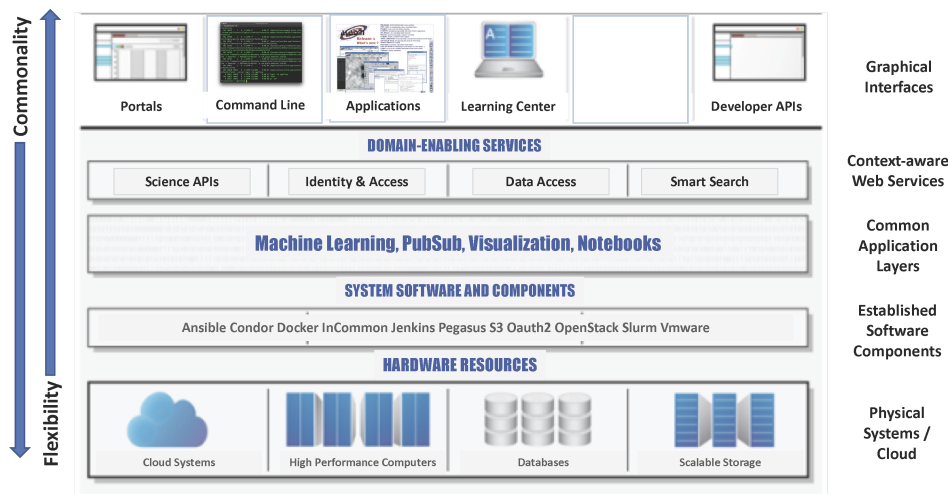 Commonality
Flexibility
Portals
Command Line
Applications
Learning Center
Developer APIs
Graphical
Interfaces
DOMAIN-ENABLING SERVICES
Science APIs
Identity & Access
Data Access
Smart Search
Context-aware
Web Services
Machine Learning, PubSub, Visualization, Notebooks
Common
Application
Layers
SYSTEM SOFTWARE AND COMPONENTS
Ansible Condor Docker InCommon Jenkins Pegasus S3 Oauth2 OpenStack Slurm Vmware
Established
Software
Components
HARDWARE RESOURCES
Cloud Systems
High Performance Computers
Databases
Scalable Storage
Physical
Systems /
Cloud
A